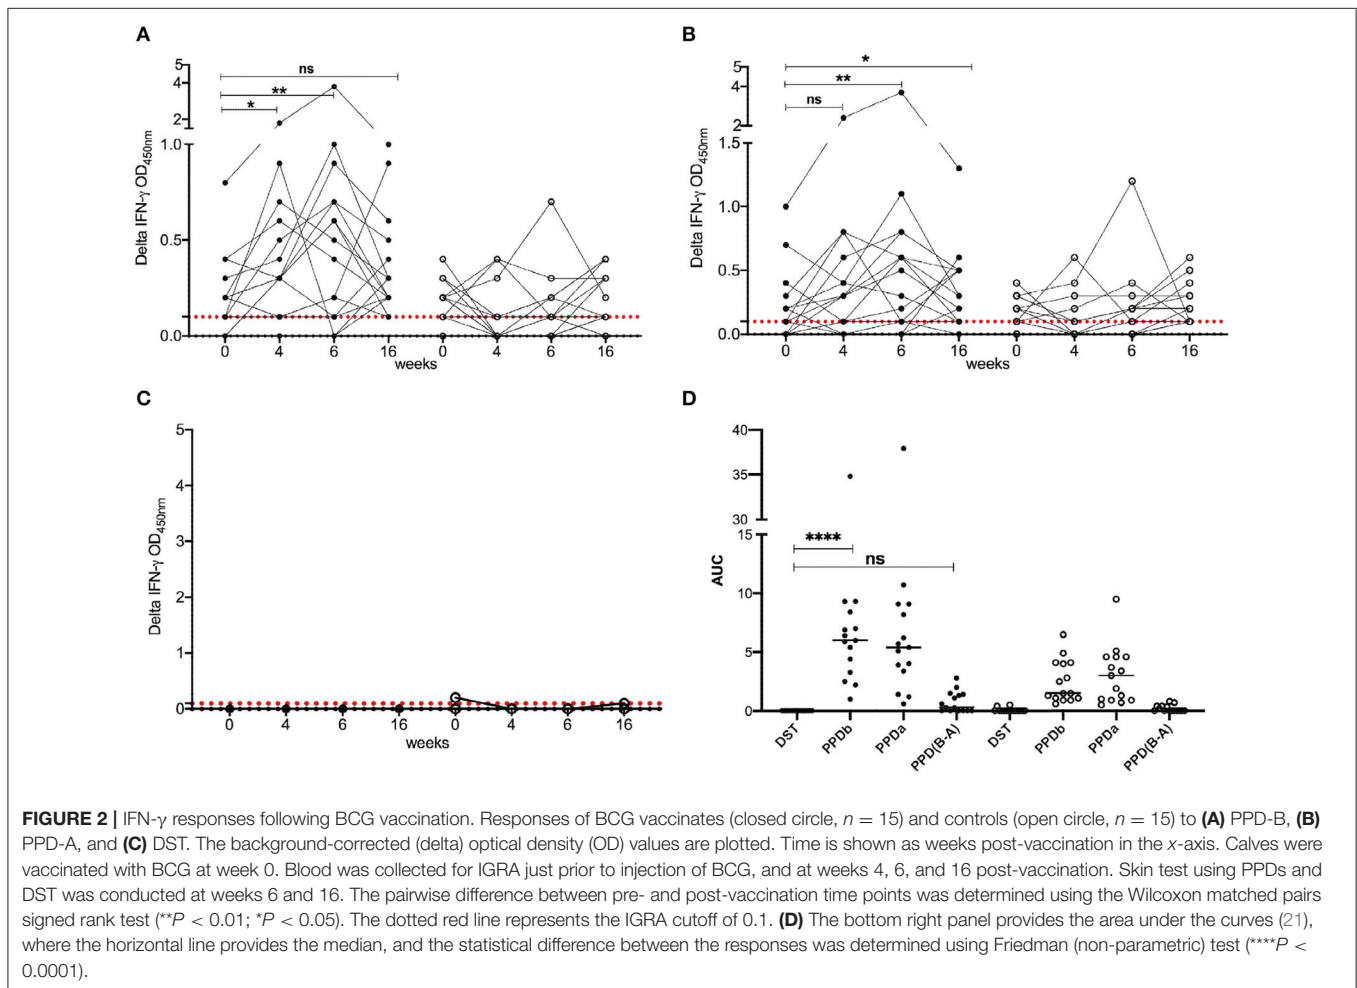 A
5
4
2
1.0
0.5
0.0
Delta IFN-γ OD450nm
ns
**
*
0 4 6 16 0 4 6 16
weeks
B
5
4
2
1.5
1.0
0.5
0.0
Delta IFN-γ OD450nm
*
**
ns
0 4 6 16 0 4 6 16
weeks
C
5
4
3
2
1
0
Delta IFN-γ OD450nm
0 4 6 16 0 4 6 16
weeks
D
40
35
30
15
10
5
0
AUC
****
ns
DST PPDb PPDa PPD(B-A) DST PPDb PPDa PPD(B-A)
FIGURE 2 | IFN-γ responses following BCG vaccination. Responses of BCG vaccinates (closed circle, n = 15) and controls (open circle, n = 15) to (A) PPD-B, (B)
PPD-A, and (C) DST. The background-corrected (delta) optical density (OD) values are plotted. Time is shown as weeks post-vaccination in the x-axis. Calves were
vaccinated with BCG at week 0. Blood was collected for IGRA just prior to injection of BCG, and at weeks 4, 6, and 16 post-vaccination. Skin test using PPDs and
DST was conducted at weeks 6 and 16. The pairwise difference between pre- and post-vaccination time points was determined using the Wilcoxon matched pairs
signed rank test (**P < 0.01; *P < 0.05). The dotted red line represents the IGRA cutoff of 0.1. (D) The bottom right panel provides the area under the curves (21),
where the horizontal line provides the median, and the statistical difference between the responses was determined using Friedman (non-parametric) test (****P <
0.0001).